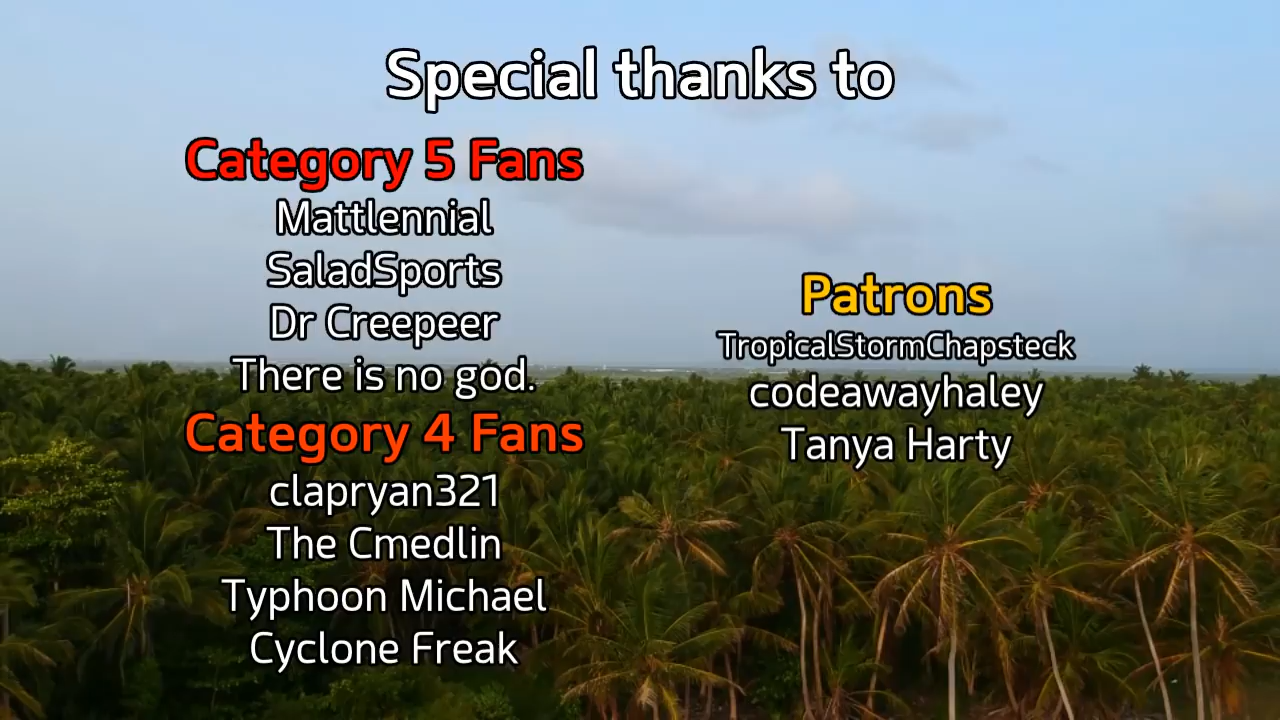 Special thanks to
Category 5 Fans
Mattlennial
SaladSports
Dr Creepeer
There is no god.
Category 4 Fans
clapryan321
The Cmedlin
Typhoon Michael
Cyclone Freak
Patrons
TropicalStormChapsteck
codeawayhaley
Tanya Harty